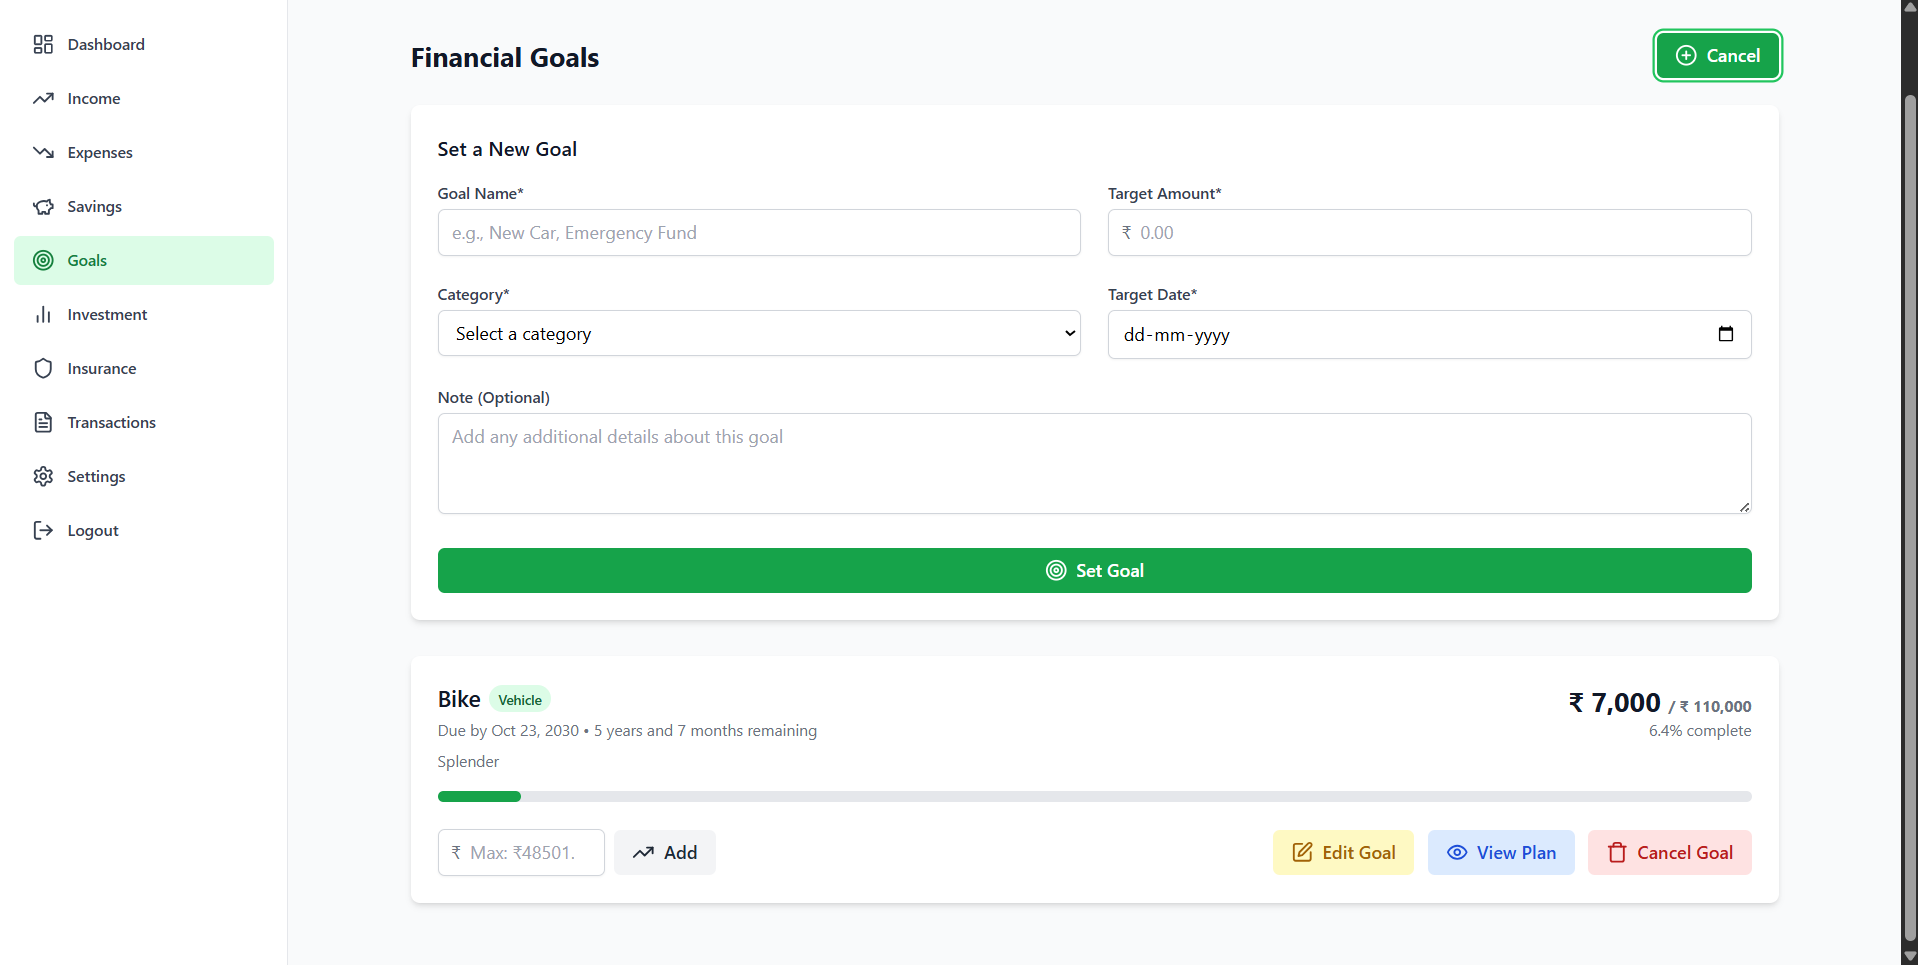 Dashboard
Income
Expenses
Savings
Goals
Investment
Insurance
Transactions
Settings
Logout
Financial Goals
Cancel
Set a New Goal
Goal Name*
Target Amount*
e.g., New Car, Emergency Fund
₹ 0.00
Category*
Target Date*
Select a category
dd-mm-yyyy
Note (Optional)
Add any additional details about this goal
Set Goal
Bike Vehicle
₹ 7,000 / ₹ 110,000
Due by Oct 23, 2030 • 5 years and 7 months remaining
6.4% complete
Splender
₹ Max: ₹48501.
Add
Edit Goal
View Plan
Cancel Goal